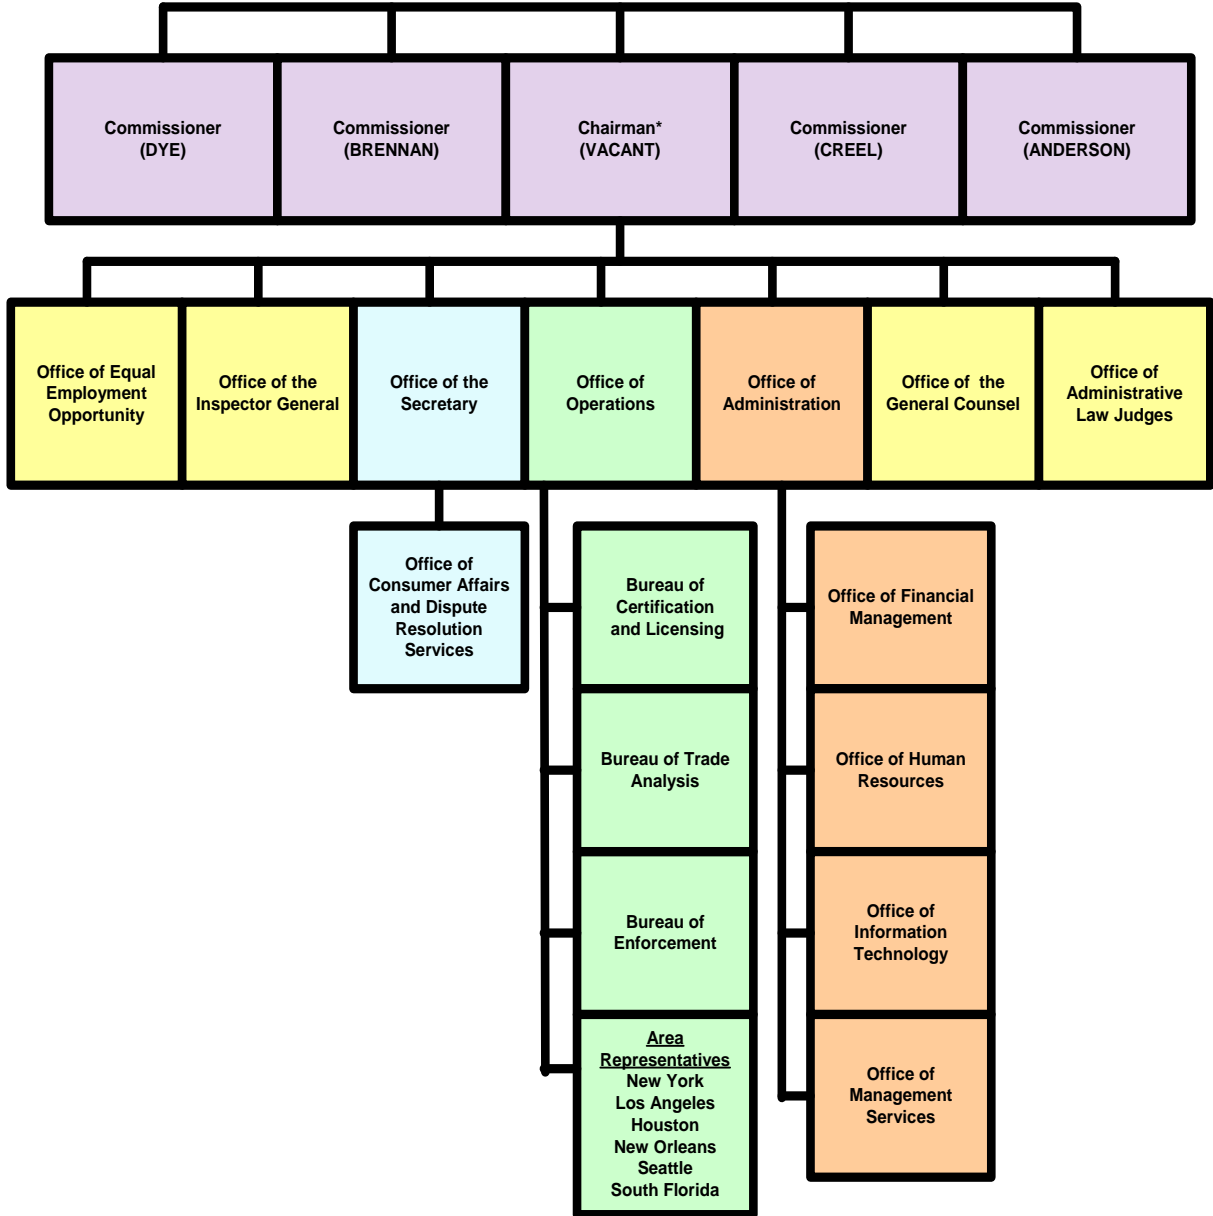 Commissioner
(DYE)
Commissioner
(BRENNAN)
Chairman*
(VACANT)
Commissioner
(CREEL)
Commissioner
(ANDERSON)
Office of Equal
Employment
Opportunity
Office of the
Inspector General
Office of the
Secretary
Office of
Operations
Office of
Administration
Office of  the
General Counsel
Office of
Administrative
Law Judges
Office of
Consumer Affairs
and Dispute
Resolution
Services
Bureau of
Certification
and Licensing
Bureau of Trade
Analysis
Bureau of
Enforcement
Area
Representatives
New York
Los Angeles
Houston
New Orleans
Seattle
South Florida
Office of Financial
Management
Office of Human
Resources
Office of
Information
Technology
Office of
Management
Services